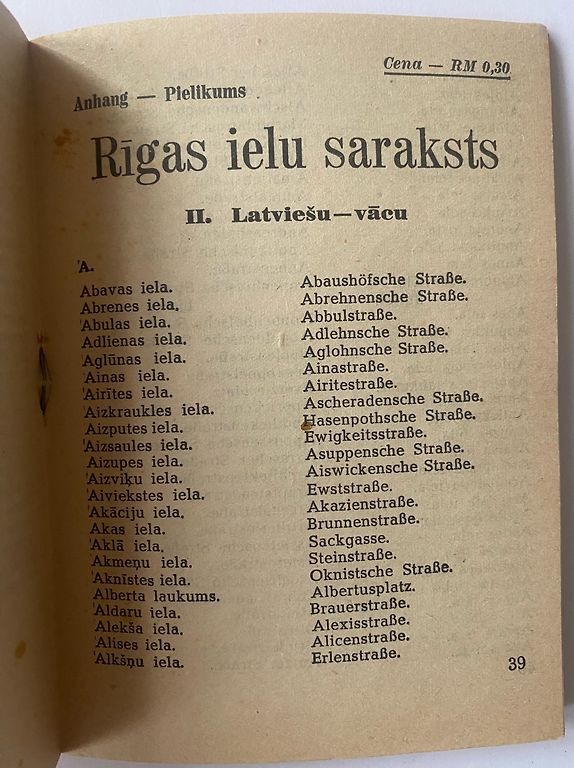 Cena — RM 0,30
Anhang — Pielikums
Rīgas ielu saraksts
II. Latviešu—vācu
A.
Abavas iela. Abaushöfsche Straße.
Abrenes iela. Abrehnensche Straße.
Abulas iela. Abbulstraße.
Adlienas iela. Adlehnsche Straße.
Aglūnas iela. Aglohnsche Straße.
Ainas iela. Ainastraße.
Airītes iela. Airitestraße.
Aizkraukles iela. Ascheradensche Straße.
Aizputes iela. Hasenpothsche Straße.
Aizsaules iela. Ewigkeitsstraße.
Aizupes iela. Asuppensche Straße.
Aizviķu iela. Aiswickensche Straße.
Aiviekstes iela. Ewststraße.
Akāciju iela. Akazienstraße.
Akas iela. Brunnenstraße.
Aklā iela. Sackgasse.
Akmeņu iela. Steinstraße.
Aknīstes iela. Oknistsche Straße.
Alberta laukums. Albertusplatz.
Aldaru iela. Brauerstraße.
Alekša iela. Alexisstraße.
Alises iela. Alicenstraße.
Alkšņu iela. Erlenstraße.
39